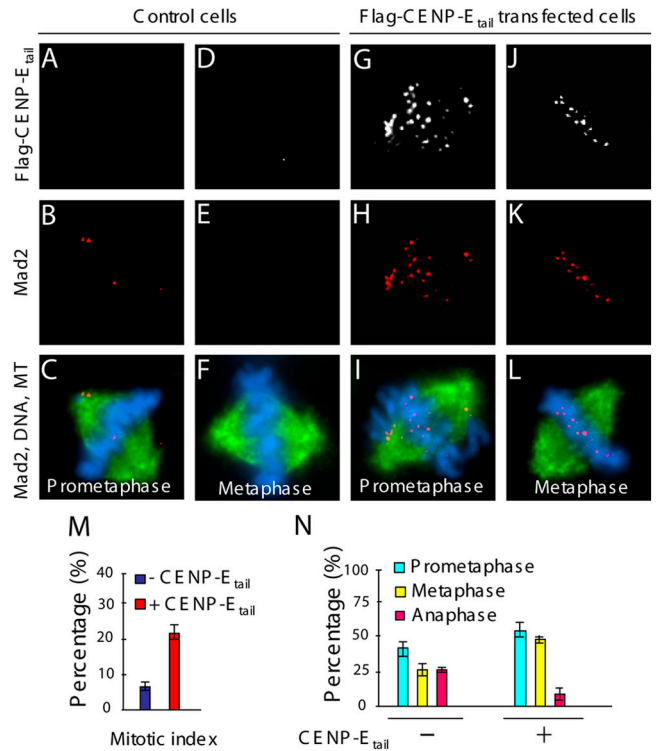 Control cells
Flag-CENP-Etail transfected cells
Flag-CENP-Etail
A
D
G
J
Mad2
B
E
H
K
Mad2, DNA, MT
C
F
I
L
Prometaphase
Metaphase
Prometaphase
Metaphase
M
N
Percentage (%)
40
30
20
10
0
- CENP-Etail
+ CENP-Etail
Mitotic index
Percentage (%)
100
75
50
25
0
Prometaphase
Metaphase
Anaphase
CENP-Etail
−
+